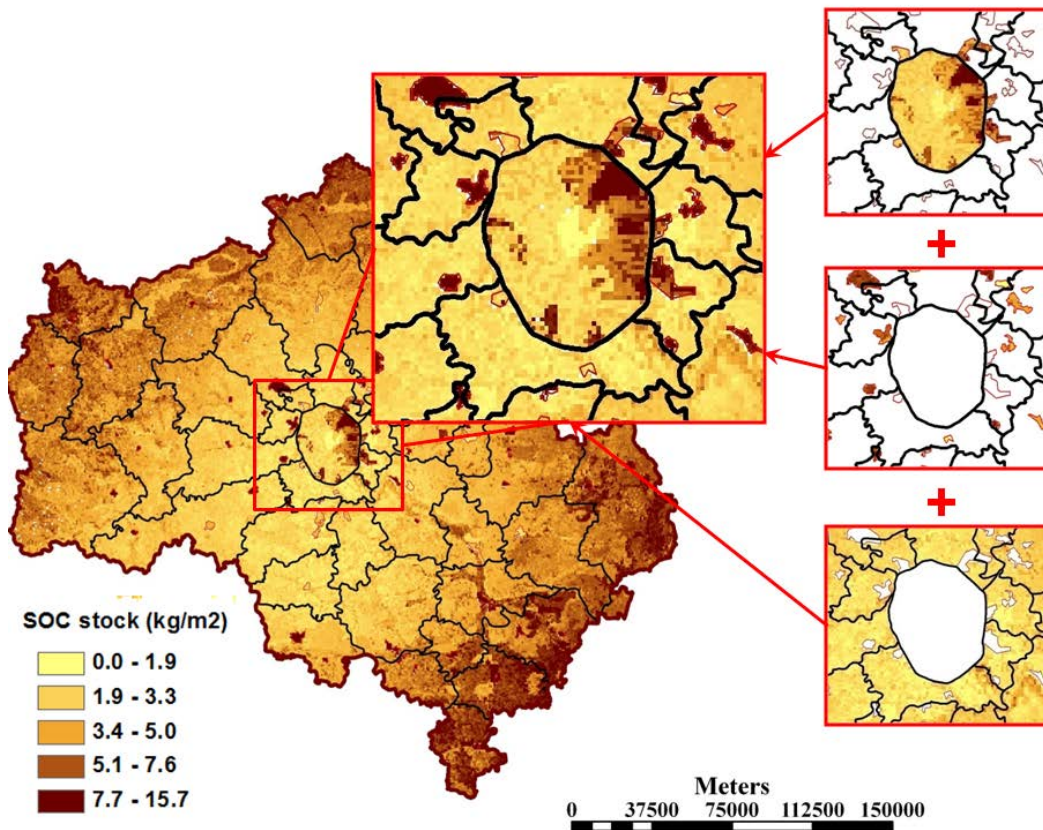 +
+
SOC stock (kg/m2)
0.0 - 1.9
1.9 - 3.3
3.4 - 5.0
5.1 - 7.6
7.7 - 15.7
Meters
0 37500 75000 112500 150000